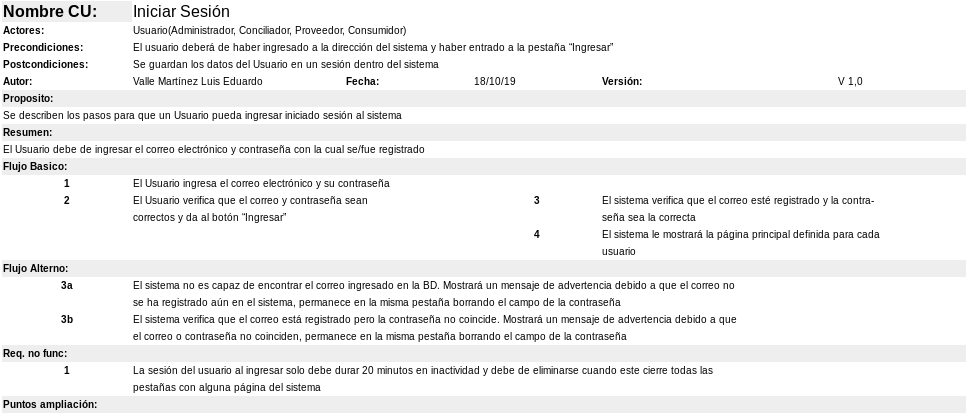 Nombre CU: Iniciar Sesión
Actores: Usuario(Administrador, Conciliador, Proveedor, Consumidor)
Precondiciones: El usuario deberá de haber ingresado a la dirección del sistema y haber entrado a la pestaña “Ingresar”
Postcondiciones: Se guardan los datos del Usuario en un sesión dentro del sistema
Autor: Valle Martínez Luis Eduardo Fecha: 18/10/19 Versión: V 1,0
Proposito:
Se describen los pasos para que un Usuario pueda ingresar iniciado sesión al sistema
Resumen:
El Usuario debe de ingresar el correo electrónico y contraseña con la cual se/fue registrado
Flujo Basico:
1 El Usuario ingresa el correo electrónico y su contraseña
2 El Usuario verifica que el correo y contraseña sean
correctos y da al botón “Ingresar”
3 El sistema verifica que el correo esté registrado y la contra-
seña sea la correcta
4 El sistema le mostrará la página principal definida para cada
usuario
Flujo Alterno:
3a El sistema no es capaz de encontrar el correo ingresado en la BD. Mostrará un mensaje de advertencia debido a que el correo no
se ha registrado aún en el sistema, permanece en la misma pestaña borrando el campo de la contraseña
3b El sistema verifica que el correo está registrado pero la contraseña no coincide. Mostrará un mensaje de advertencia debido a que
el correo o contraseña no coinciden, permanece en la misma pestaña borrando el campo de la contraseña
Req. no func:
1 La sesión del usuario al ingresar solo debe durar 20 minutos en inactividad y debe de eliminarse cuando este cierre todas las
pestañas con alguna página del sistema
Puntos ampliación: